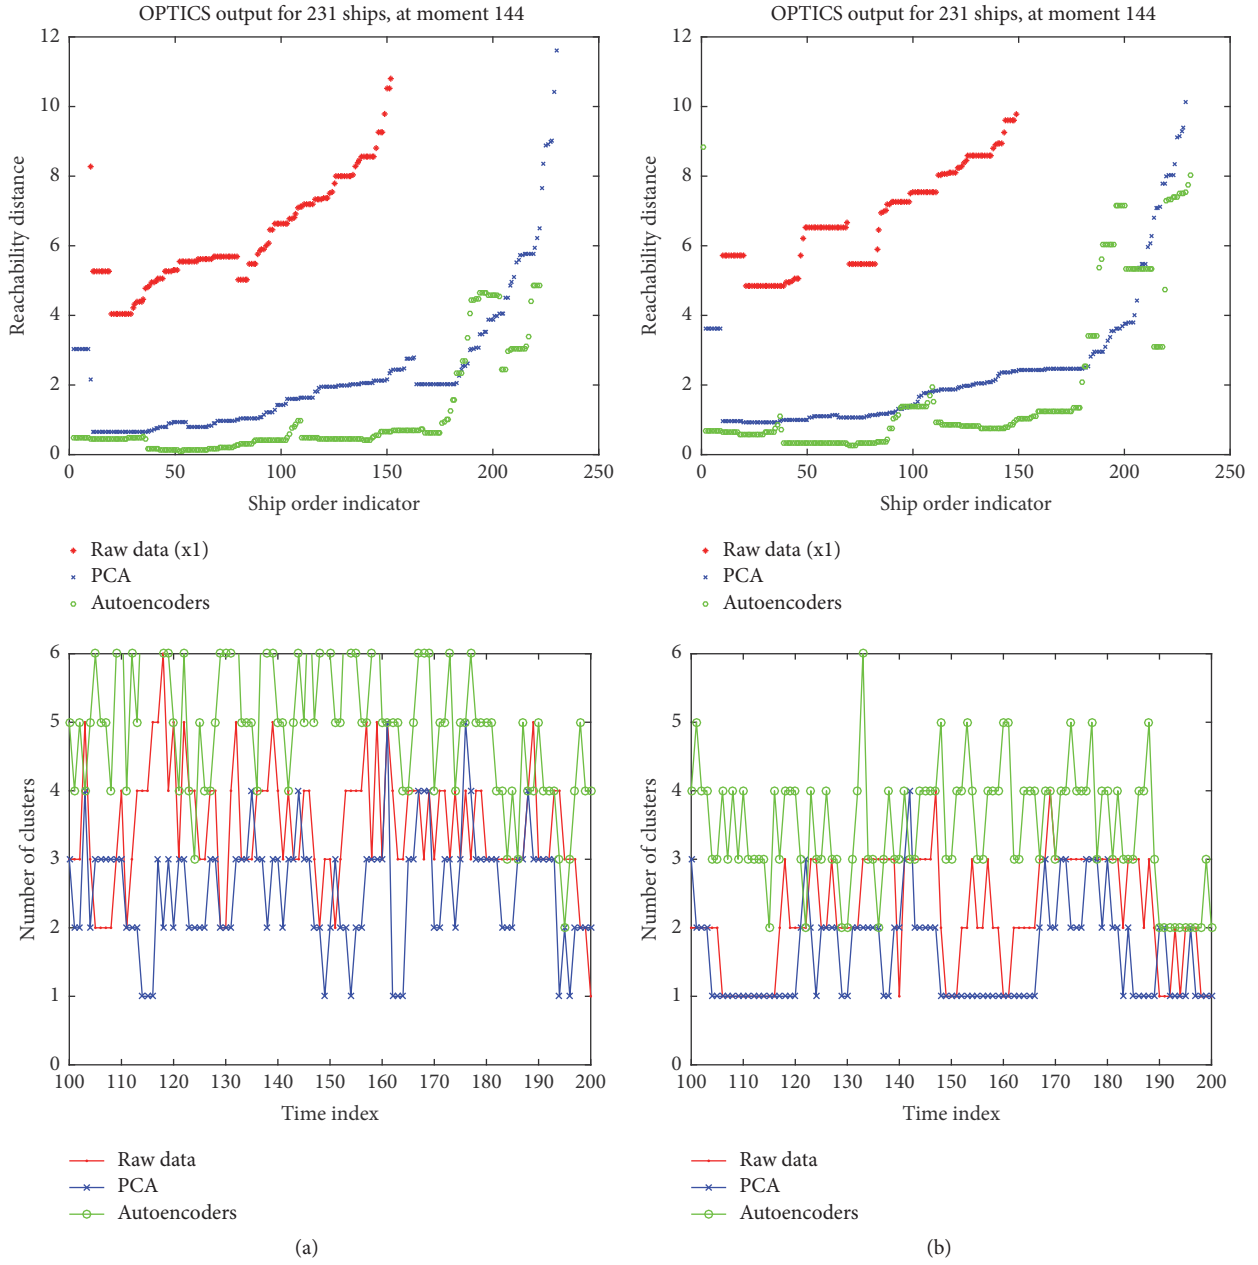 OPTICS output for 231 ships, at moment 144
12
10
8
6
4
2
0
Reachability distance
0 50 100 150 200 250
Ship order indicator
Raw data (x1)
PCA
Autoencoders
OPTICS output for 231 ships, at moment 144
12
10
8
6
4
2
0
Reachability distance
0 50 100 150 200 250
Ship order indicator
Raw data (x1)
PCA
Autoencoders
6
5
4
3
2
1
0
Number of clusters
100 110 120 130 140 150 160 170 180 190 200
Time index
Raw data
PCA
Autoencoders
(a)
6
5
4
3
2
1
0
Number of clusters
100 110 120 130 140 150 160 170 180 190 200
Time index
Raw data
PCA
Autoencoders
(b)